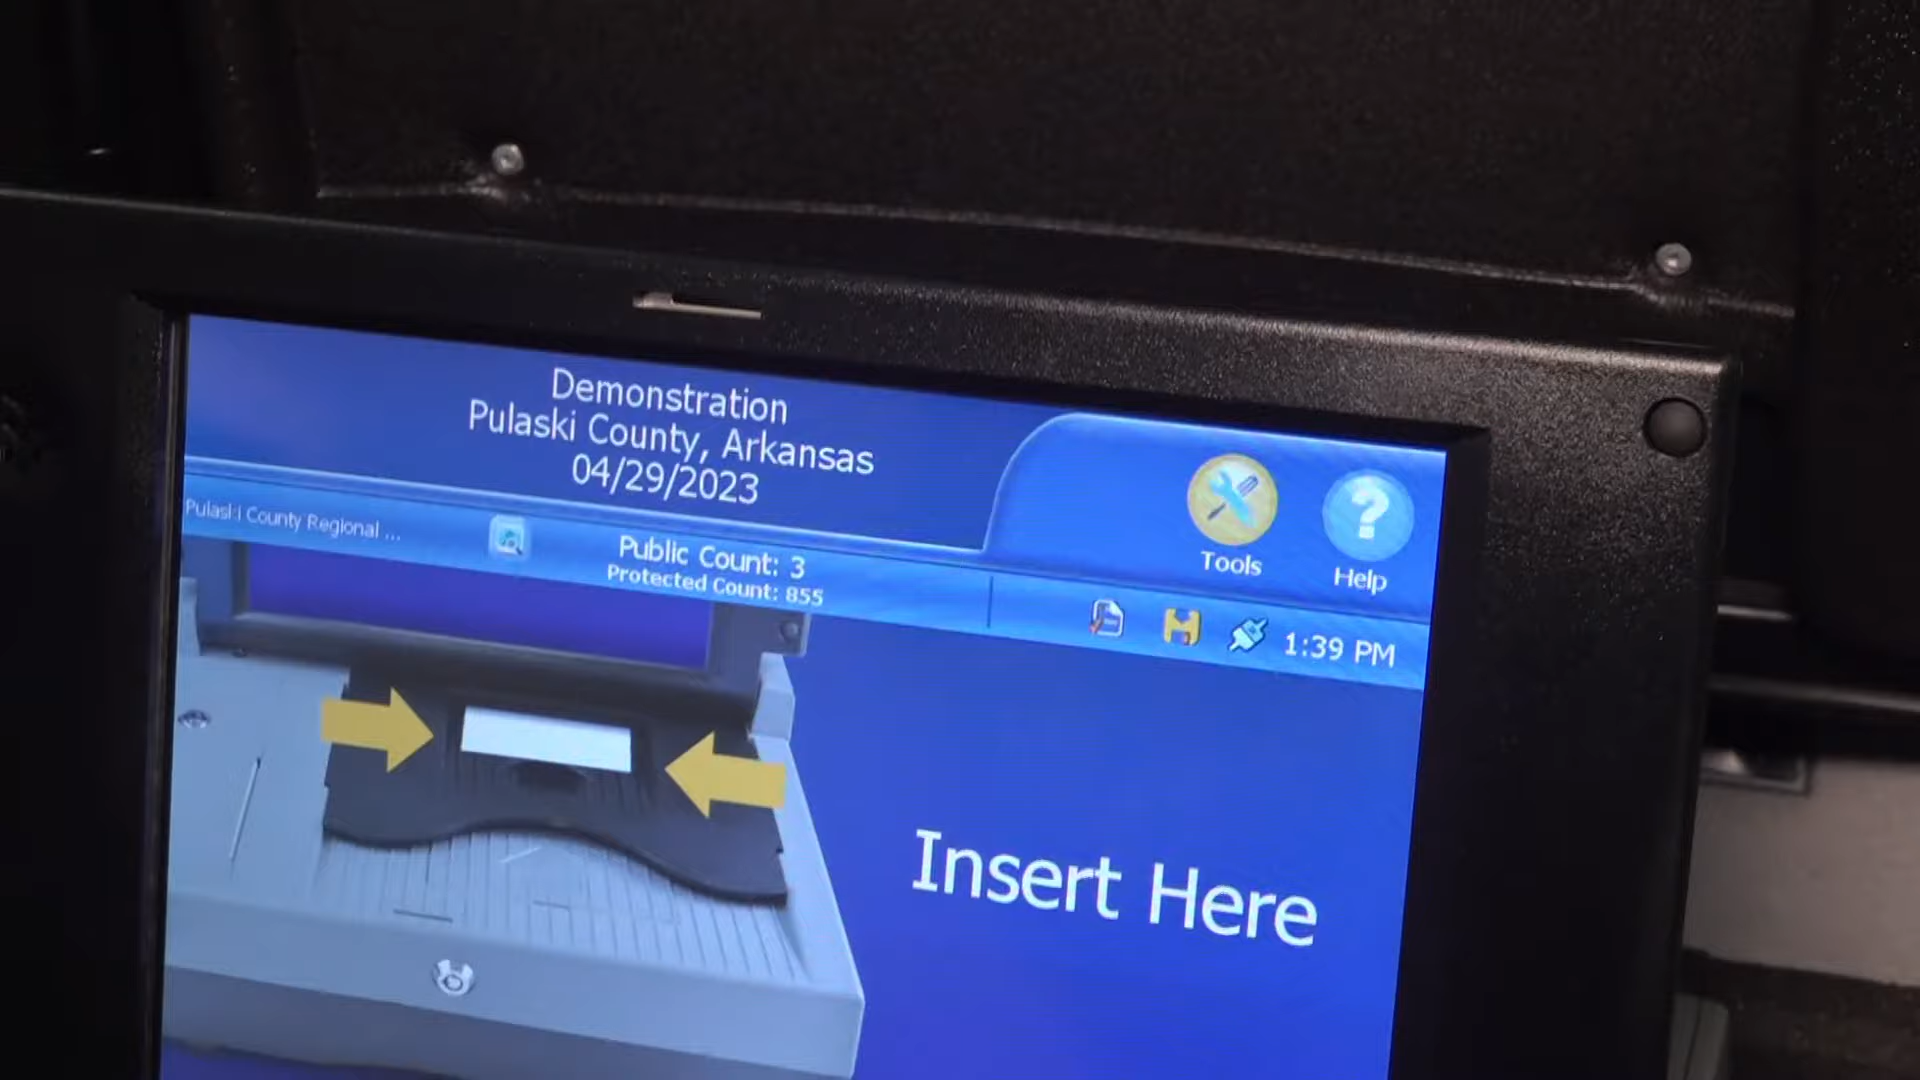 Demonstration
Pulaski County, Arkansas
04/29/2023
Tools
Help
Pulaski County Regional ...
Public Count: 3
Protected Count: 855
1:39 PM
Insert Here